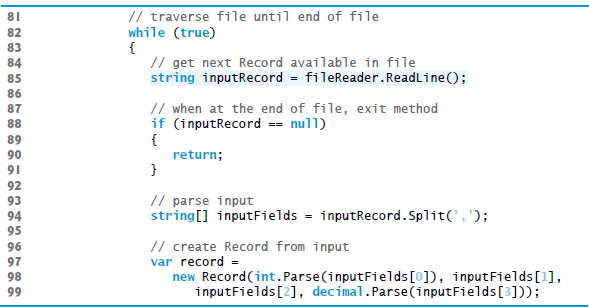 81 // traverse file until end of file
82 while (true)
83 {
84 // get next Record available in file
85 string inputRecord = fileReader.ReadLine();
86
87 // when at the end of file, exit method
88 if (inputRecord == null)
89 {
90 return;
91 }
92
93 // parse input
94 string[] inputFields = inputRecord.Split(',');
95
96 // create Record from input
97 var record =
98 new Record(int.Parse(inputFields[0]), inputFields[1],
99 inputFields[2], decimal.Parse(inputFields[3]));